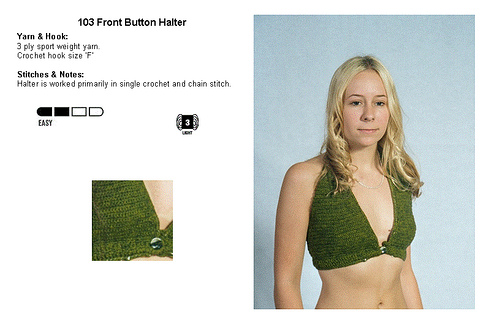 103 Front Button Halter
Yarn & Hook:
3 ply sport weight yarn.
Crochet hook size "F"
Stitches & Notes:
Halter is worked primarily in single crochet and chain stitch.
EASY
3
LIGHT